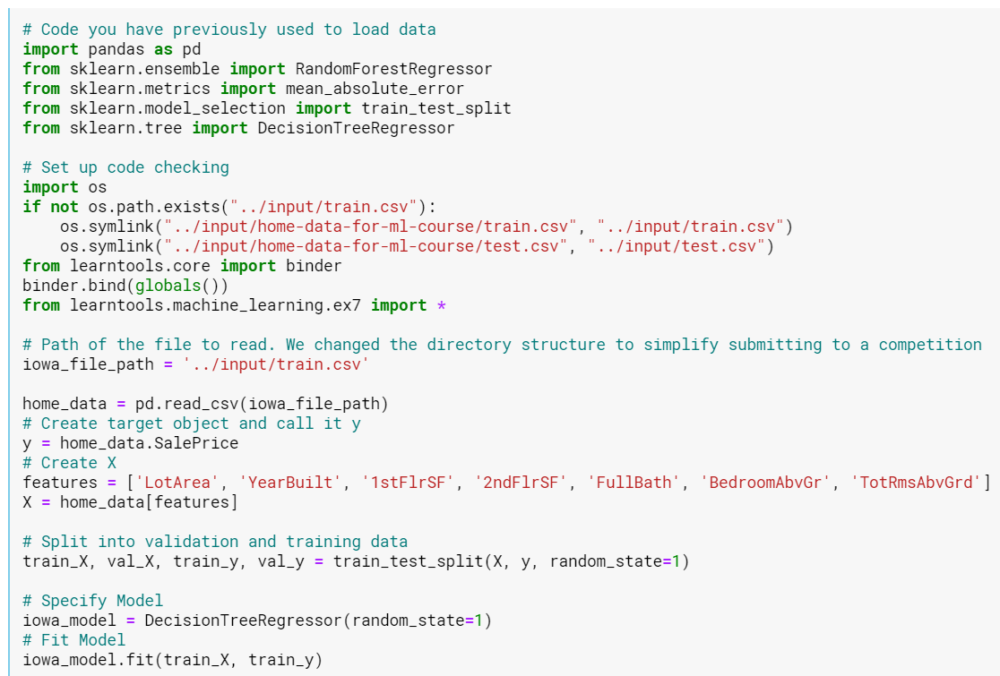 # Code you have previously used to load data
import pandas as pd
from sklearn.ensemble import RandomForestRegressor
from sklearn.metrics import mean_absolute_error
from sklearn.model_selection import train_test_split
from sklearn.tree import DecisionTreeRegressor

# Set up code checking
import os
if not os.path.exists("../input/train.csv"):
    os.symlink("../input/home-data-for-ml-course/train.csv", "../input/train.csv")
    os.symlink("../input/home-data-for-ml-course/test.csv", "../input/test.csv")
from learntools.core import binder
binder.bind(globals())
from learntools.machine_learning.ex7 import *

# Path of the file to read. We changed the directory structure to simplify submitting to a competition
iowa_file_path = '../input/train.csv'

home_data = pd.read_csv(iowa_file_path)
# Create target object and call it y
y = home_data.SalePrice
# Create X
features = ['LotArea', 'YearBuilt', '1stFlrSF', '2ndFlrSF', 'FullBath', 'BedroomAbvGr', 'TotRmsAbvGrd']
X = home_data[features]

# Split into validation and training data
train_X, val_X, train_y, val_y = train_test_split(X, y, random_state=1)

# Specify Model
iowa_model = DecisionTreeRegressor(random_state=1)
# Fit Model
iowa_model.fit(train_X, train_y)